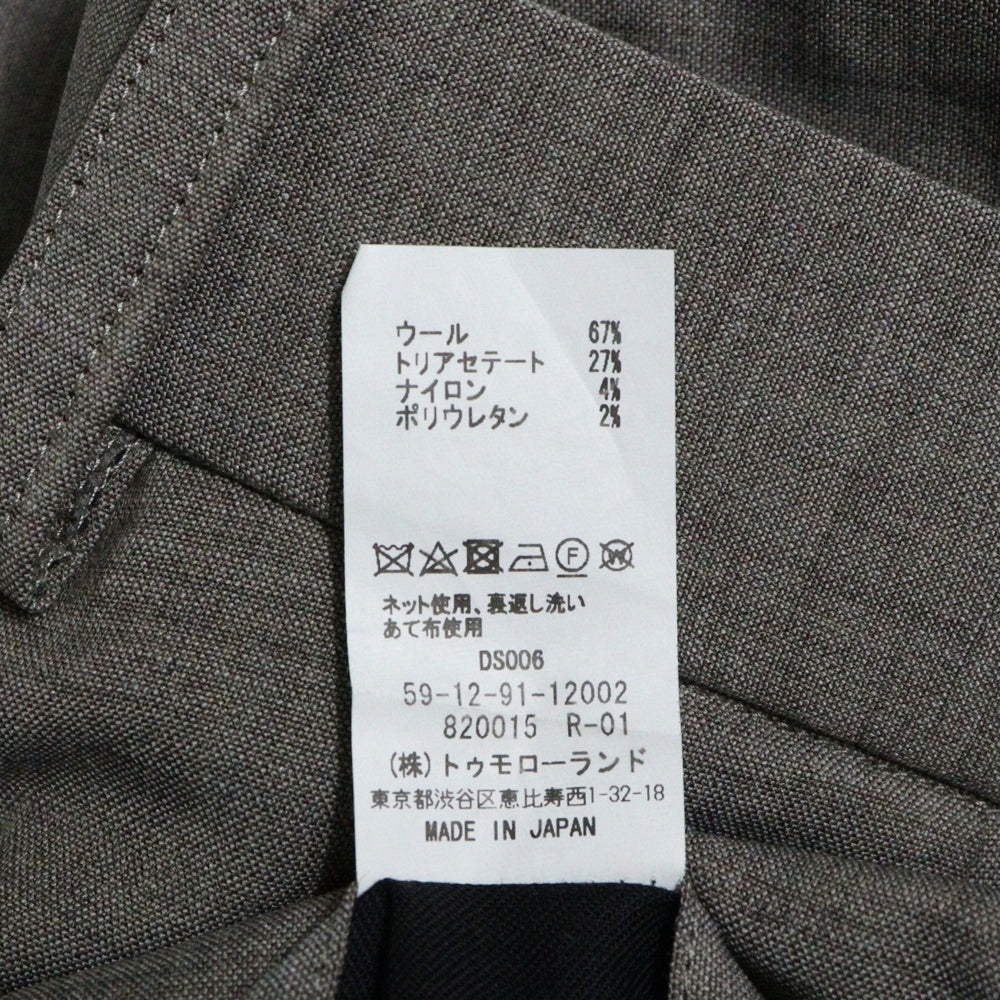 ウール 67%
トリアセテート 27%
ナイロン 4%
ポリウレタン 2%
F W
ネット使用、裏返し洗い
あて布使用
DS006
59-12-91-12002
820015 R-01
(株)トゥモローランド
東京都渋谷区恵比寿西1-32-18
MADE IN JAPAN